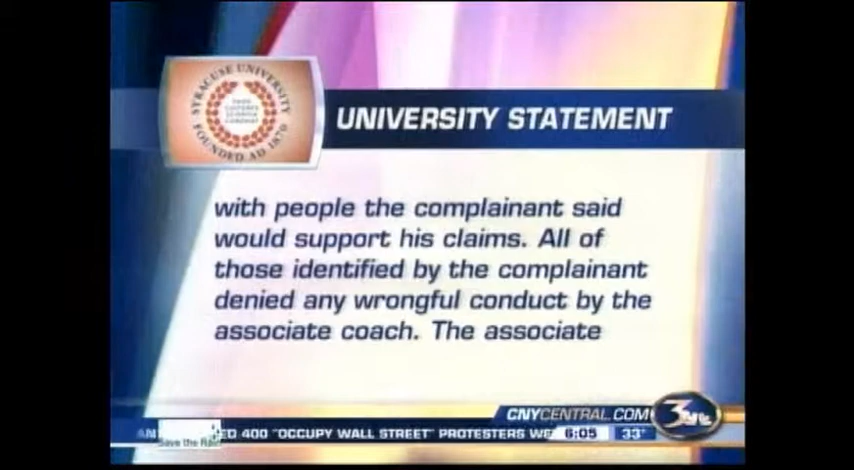 SYRACUSE UNIVERSITY
FOUNDED AD 1870
UNIVERSITY STATEMENT
with people the complainant said
would support his claims. All of
those identified by the complainant
denied any wrongful conduct by the
associate coach. The associate
CNYCENTRAL.COM
3
400 "OCCUPY WALL STREET" PROTESTERS WE
6:05
33°
Save the Rain